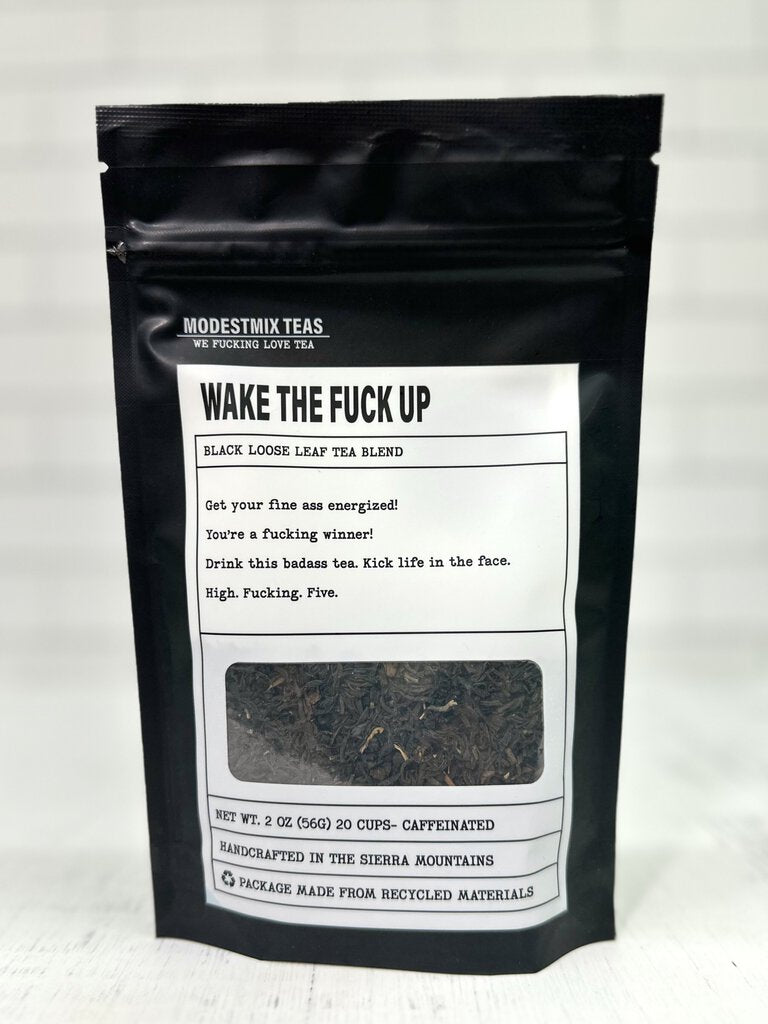 MODESTMIX TEAS
WE FUCKING LOVE TEA
WAKE THE FUCK UP
BLACK LOOSE LEAF TEA BLEND
Get your fine ass energized!
You're a fucking winner!
Drink this badass tea. Kick life in the face.
High. Fucking. Five.
NET WT. 2 OZ (56G) 20 CUPS- CAFFEINATED
HANDCRAFTED IN THE SIERRA MOUNTAINS
PACKAGE MADE FROM RECYCLED MATERIALS